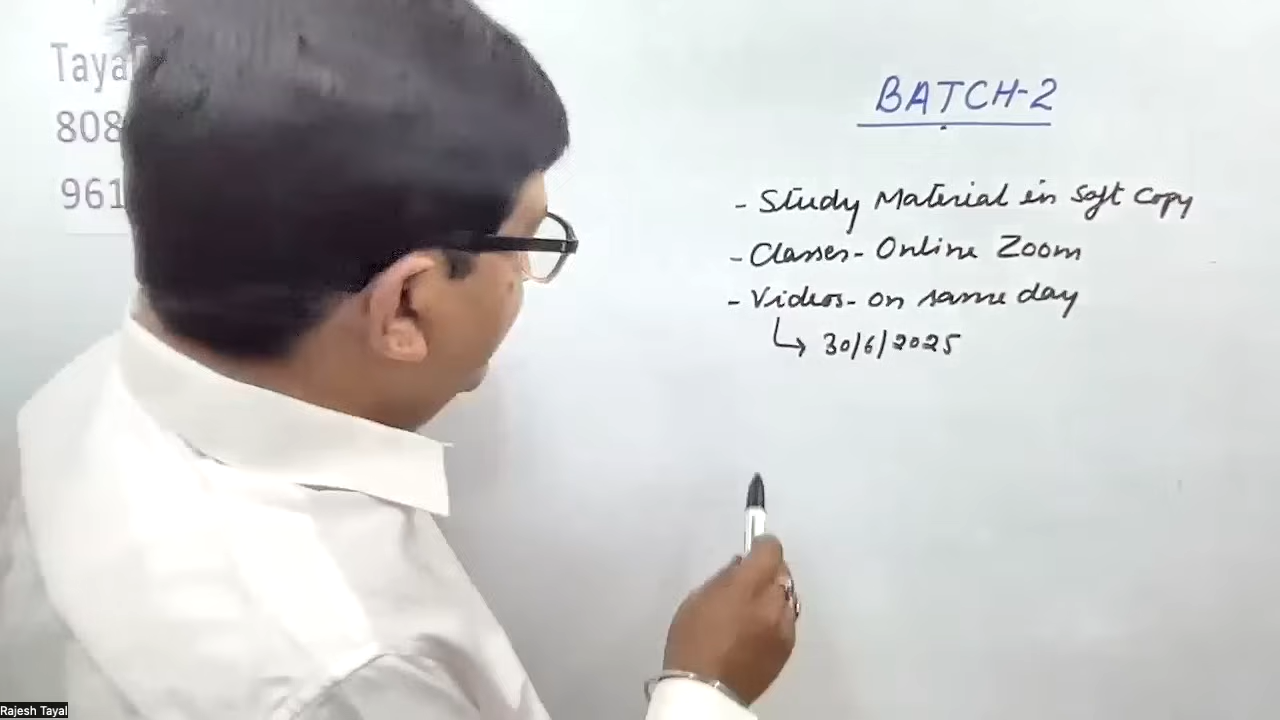 Tayal
808
961
BATCH-2
- Study Material in Soft Copy
- Classes - Online Zoom
- Videos - on same day
↳ 30/6/2025
Rajesh Tayal